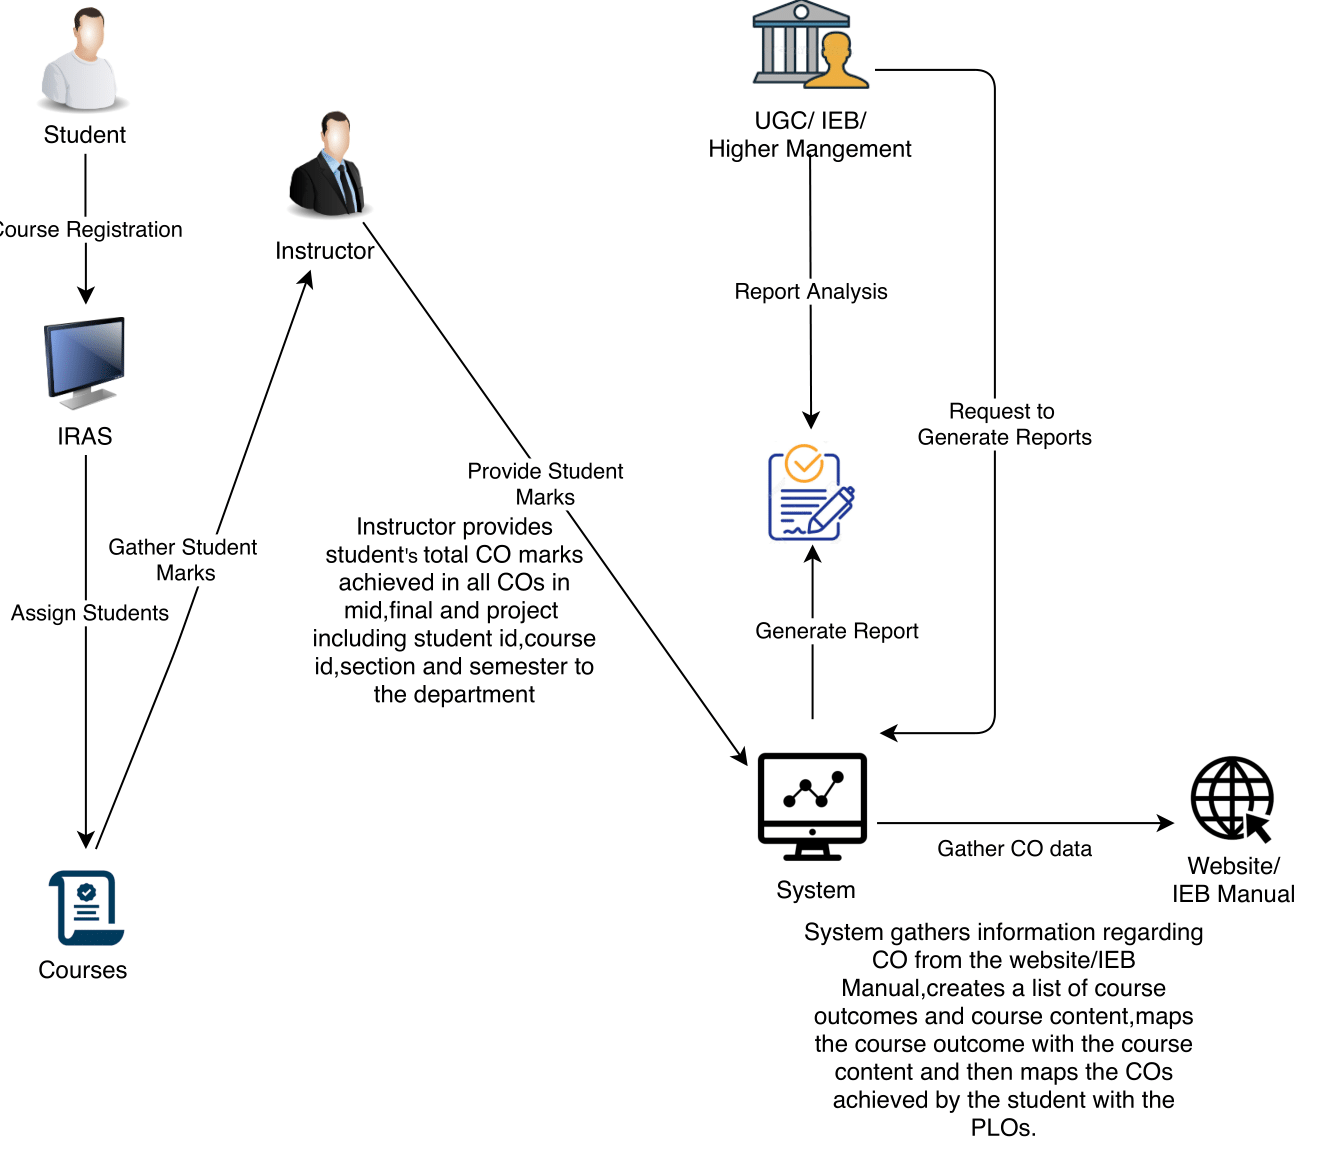 Student
Course Registration
IRAS
Assign Students
Courses
Gather Student
Marks
Instructor
Provide Student
Marks
Instructor provides
student's total CO marks
achieved in all COs in
mid,final and project
including student id,course
id,section and semester to
the department
UGC/ IEB/
Higher Mangement
Report Analysis
Request to
Generate Reports
Generate Report
System
Gather CO data
Website/
IEB Manual
System gathers information regarding
CO from the website/IEB
Manual,creates a list of course
outcomes and course content,maps
the course outcome with the course
content and then maps the COs
achieved by the student with the
PLOs.